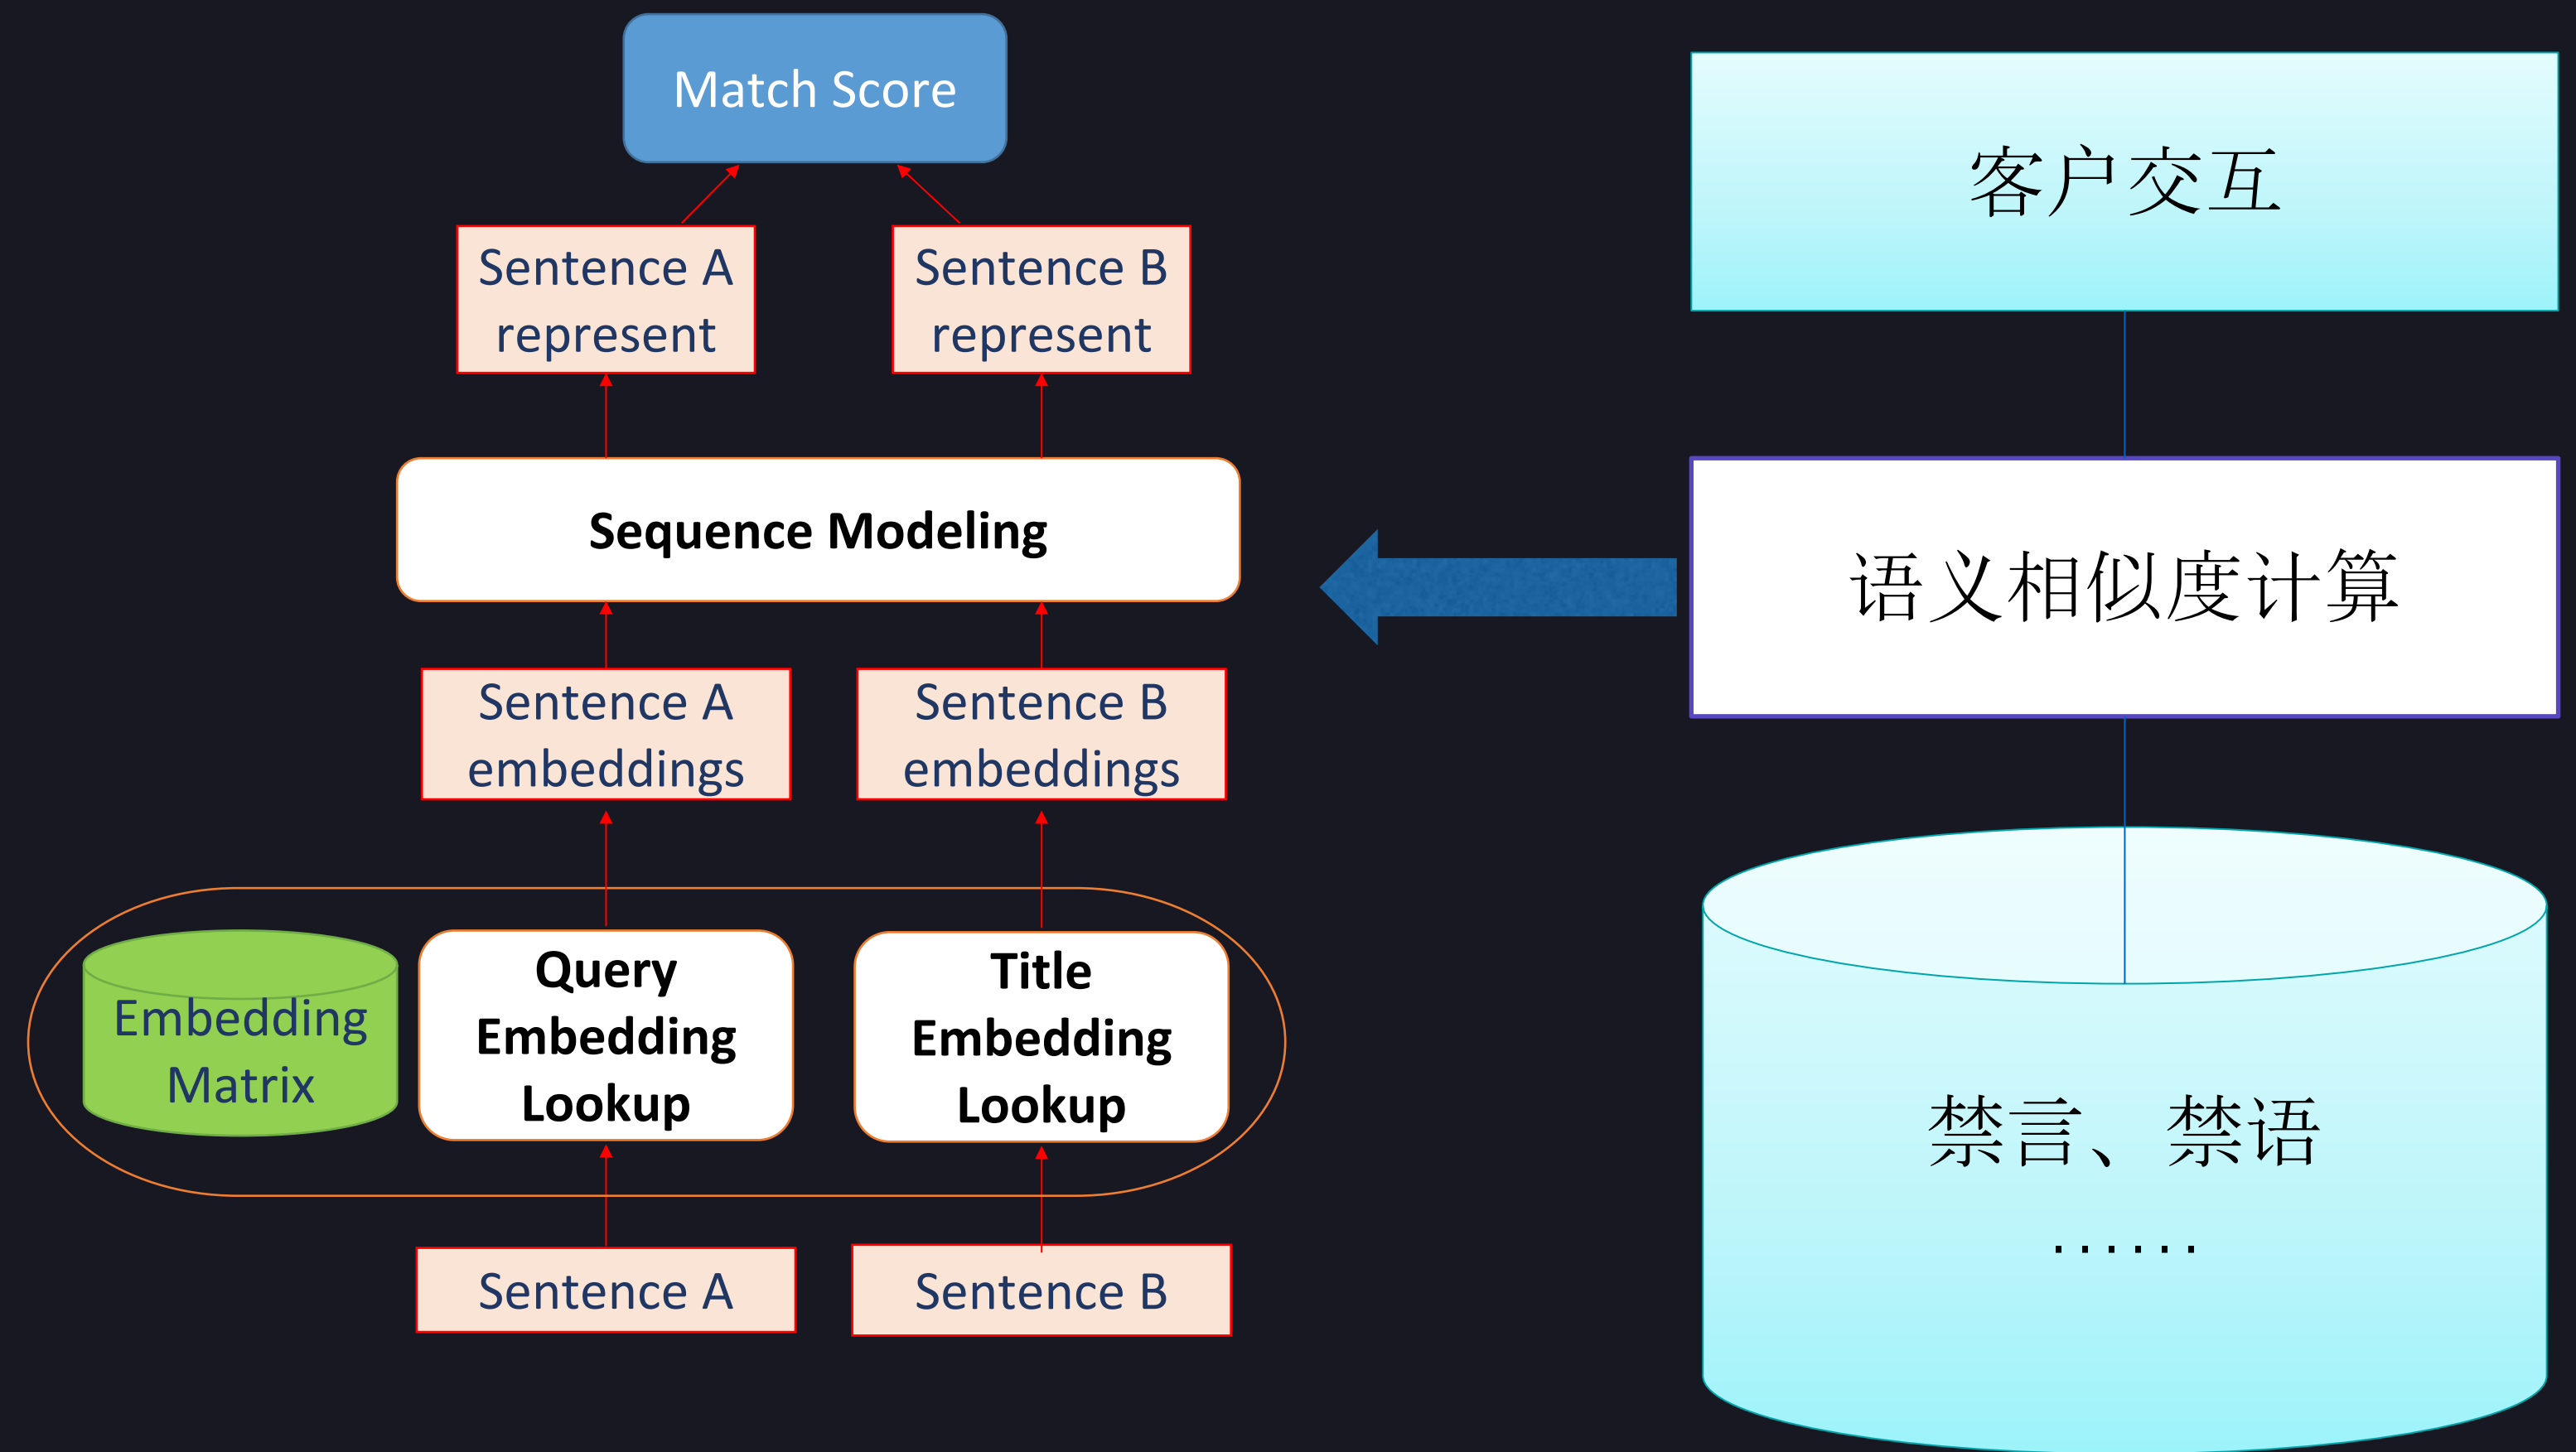 Match Score
Sentence A
represent
Sentence B
represent
Sequence Modeling
Sentence A
embeddings
Sentence B
embeddings
Embedding
Matrix
Query
Embedding
Lookup
Title
Embedding
Lookup
Sentence A
Sentence B
客户交互
语义相似度计算
禁言、禁语
......